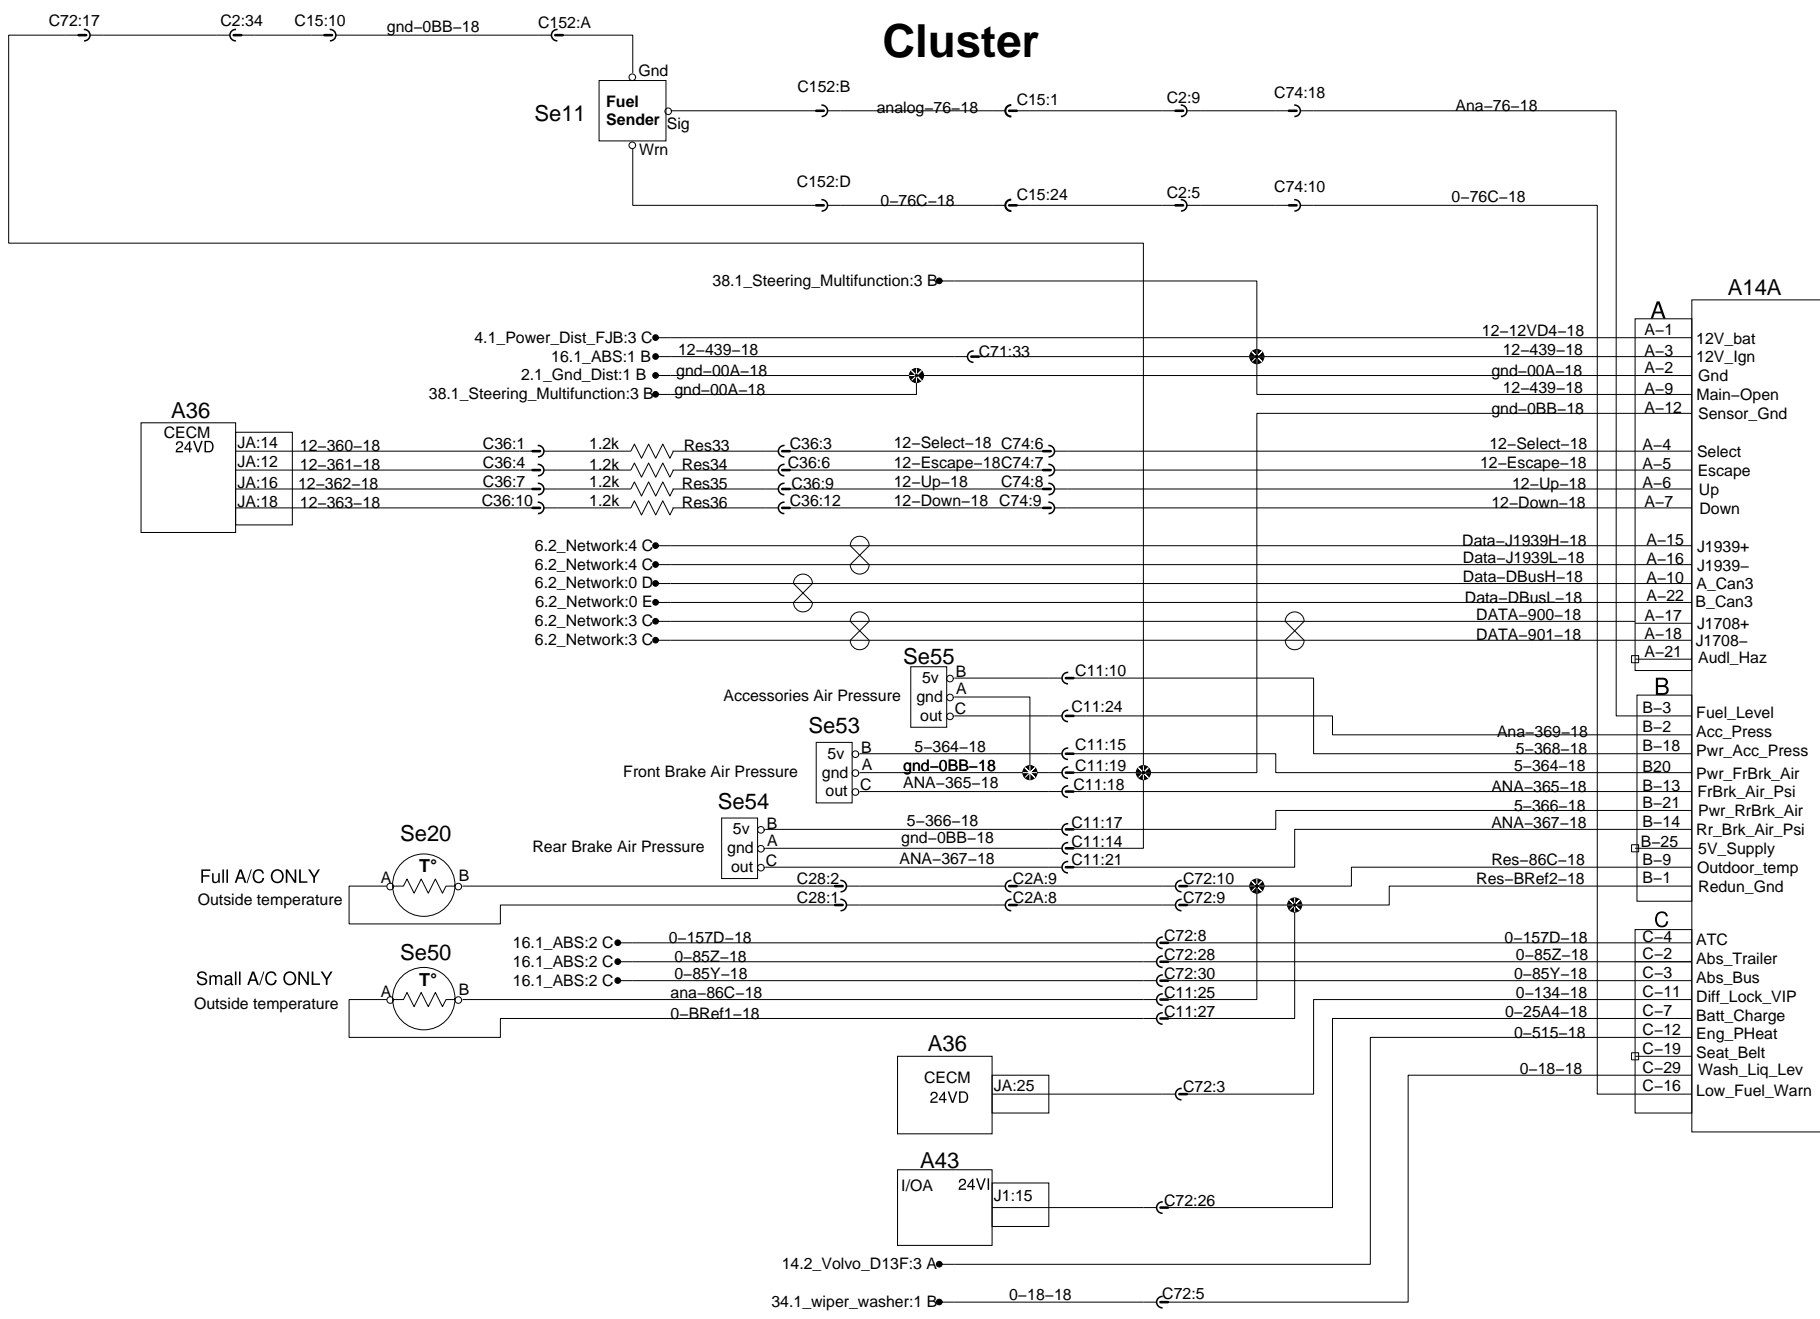 Cluster
C72:17 C2:34 C15:10 gnd-0BB-18 C152:A
Gnd
Se11 Fuel Sender Sig
Wrn
C152:B analog-76-18 C15:1 C2:9 C74:18 Ana-76-18
C152:D 0-76C-18 C15:24 C2:5 C74:10 0-76C-18
38.1_Steering_Multifunction:3 B
A14A
A
4.1_Power_Dist_FJB:3 C 12-12VD4-18 A-1 12V_bat
16.1_ABS:1 B 12-439-18 C71:33 12-439-18 A-3 12V_Ign
2.1_Gnd_Dist:1 B gnd-00A-18 gnd-00A-18 A-2 Gnd
38.1_Steering_Multifunction:3 B gnd-00A-18 12-439-18 A-9 Main-Open
gnd-0BB-18 A-12 Sensor_Gnd
A36
CECM
24VD
JA:14 12-360-18 C36:1 1.2k Res33 C36:3 12-Select-18 C74:6 12-Select-18 A-4 Select
JA:12 12-361-18 C36:4 1.2k Res34 C36:6 12-Escape-18 C74:7 12-Escape-18 A-5 Escape
JA:16 12-362-18 C36:7 1.2k Res35 C36:9 12-Up-18 C74:8 12-Up-18 A-6 Up
JA:18 12-363-18 C36:10 1.2k Res36 C36:12 12-Down-18 C74:9 12-Down-18 A-7 Down
6.2_Network:4 C Data-J1939H-18 A-15 J1939+
6.2_Network:4 C Data-J1939L-18 A-16 J1939-
6.2_Network:0 D Data-DBusH-18 A-10 A_Can3
6.2_Network:0 E Data-DBusL-18 A-22 B_Can3
6.2_Network:3 C DATA-900-18 A-17 J1708+
6.2_Network:3 C DATA-901-18 A-18 J1708-
A-21 Audl_Haz
Se55
Accessories Air Pressure
5v B C11:10
gnd A
out C C11:24
B
B-3 Fuel_Level
Ana-369-18 B-2 Acc_Press
5-368-18 B-18 Pwr_Acc_Press
Se53
Front Brake Air Pressure
5v B 5-364-18 C11:15 5-364-18 B20 Pwr_FrBrk_Air
gnd A gnd-0BB-18 C11:19
out C ANA-365-18 C11:18 ANA-365-18 B-13 FrBrk_Air_Psi
Se54
Rear Brake Air Pressure
5v B 5-366-18 C11:17 5-366-18 B-21 Pwr_RrBrk_Air
gnd A gnd-0BB-18 C11:14
out C ANA-367-18 C11:21 ANA-367-18 B-14 Rr_Brk_Air_Psi
B-25 5V_Supply
Se20
Full A/C ONLY
Outside temperature
A T° B
C28:2 C2A:9 C72:10 Res-86C-18 B-9 Outdoor_temp
C28:1 C2A:8 C72:9 Res-BRef2-18 B-1 Redun_Gnd
C
16.1_ABS:2 C 0-157D-18 C72:8 0-157D-18 C-4 ATC
16.1_ABS:2 C 0-85Z-18 C72:28 0-85Z-18 C-2 Abs_Trailer
16.1_ABS:2 C 0-85Y-18 C72:30 0-85Y-18 C-3 Abs_Bus
Se50
Small A/C ONLY
Outside temperature
A T° B
ana-86C-18 C11:25
0-BRef1-18 C11:27
0-134-18 C-11 Diff_Lock_VIP
0-25A4-18 C-7 Batt_Charge
0-515-18 C-12 Eng_PHeat
C-19 Seat_Belt
0-18-18 C-29 Wash_Liq_Lev
C-16 Low_Fuel_Warn
A36
CECM
24VD
JA:25 C72:3
A43
I/OA 24VI
J1:15 C72:26
14.2_Volvo_D13F:3 A
34.1_wiper_washer:1 B 0-18-18 C72:5